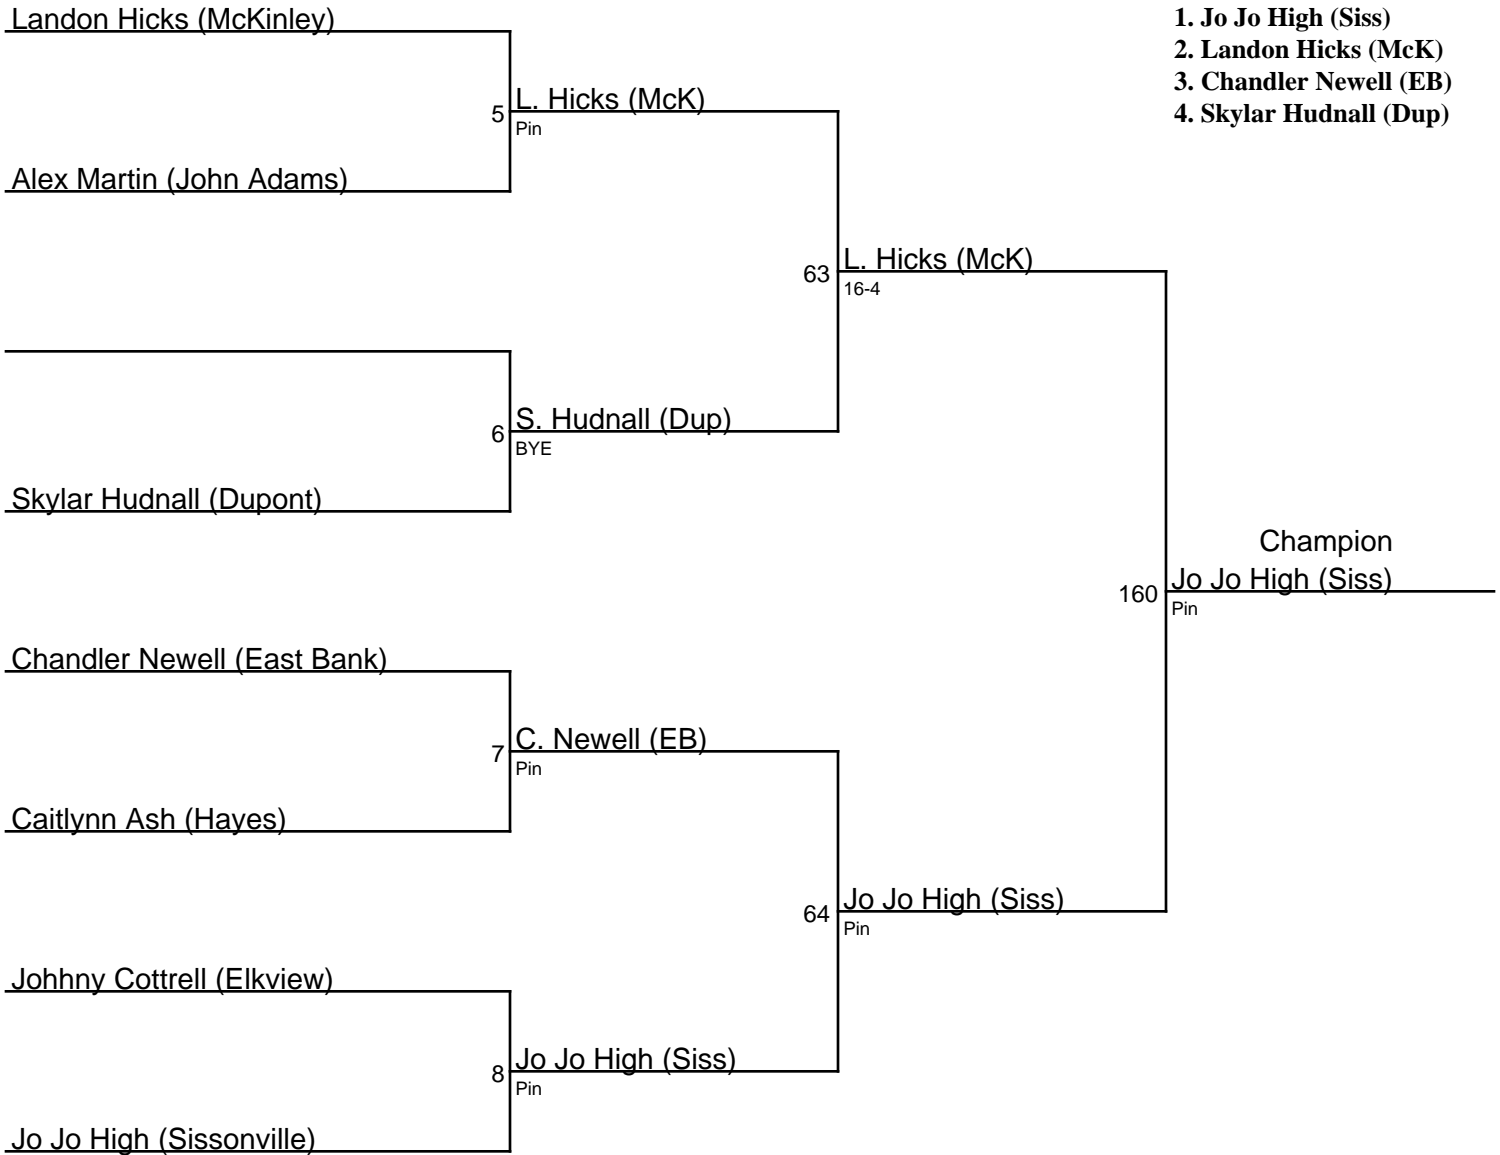 Landon Hicks (McKinley)
1. Jo Jo High (Siss)
2. Landon Hicks (McK)
3. Chandler Newell (EB)
4. Skylar Hudnall (Dup)
5
L. Hicks (McK)
Pin
Alex Martin (John Adams)
63
L. Hicks (McK)
16-4
6
S. Hudnall (Dup)
BYE
Skylar Hudnall (Dupont)
Champion
160
Jo Jo High (Siss)
Pin
Chandler Newell (East Bank)
7
C. Newell (EB)
Pin
Caitlynn Ash (Hayes)
64
Jo Jo High (Siss)
Pin
Johhny Cottrell (Elkview)
8
Jo Jo High (Siss)
Pin
Jo Jo High (Sissonville)